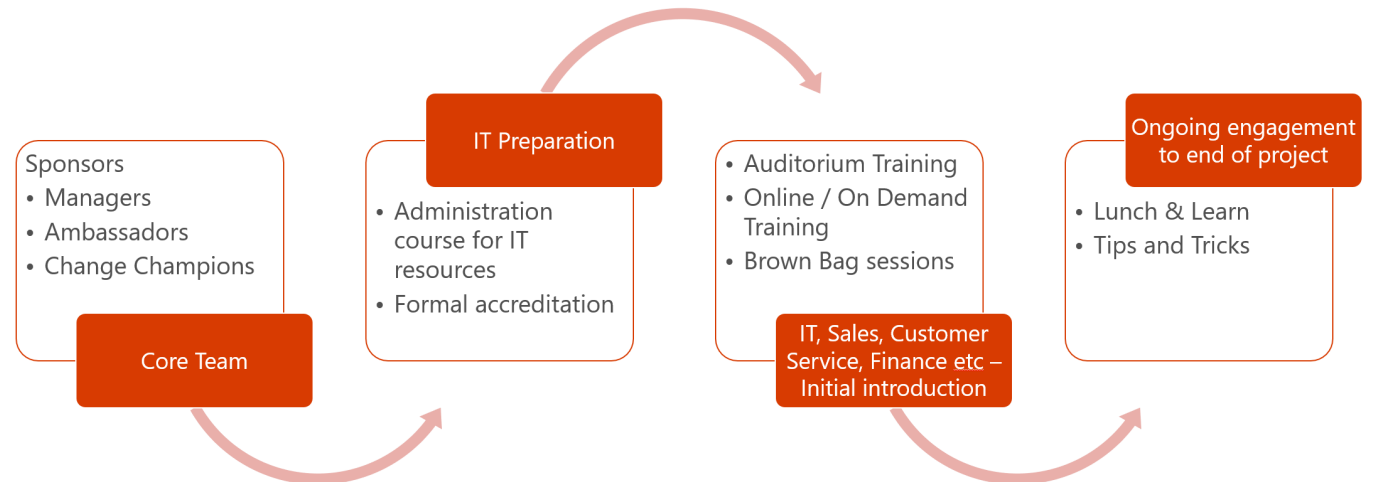 Sponsors
• Managers
• Ambassadors
• Change Champions
Core Team
IT Preparation
• Administration
course for IT
resources
• Formal accreditation
• Auditorium Training
• Online / On Demand
Training
• Brown Bag sessions
IT, Sales, Customer
Service, Finance etc –
Initial introduction
Ongoing engagement
to end of project
• Lunch & Learn
• Tips and Tricks